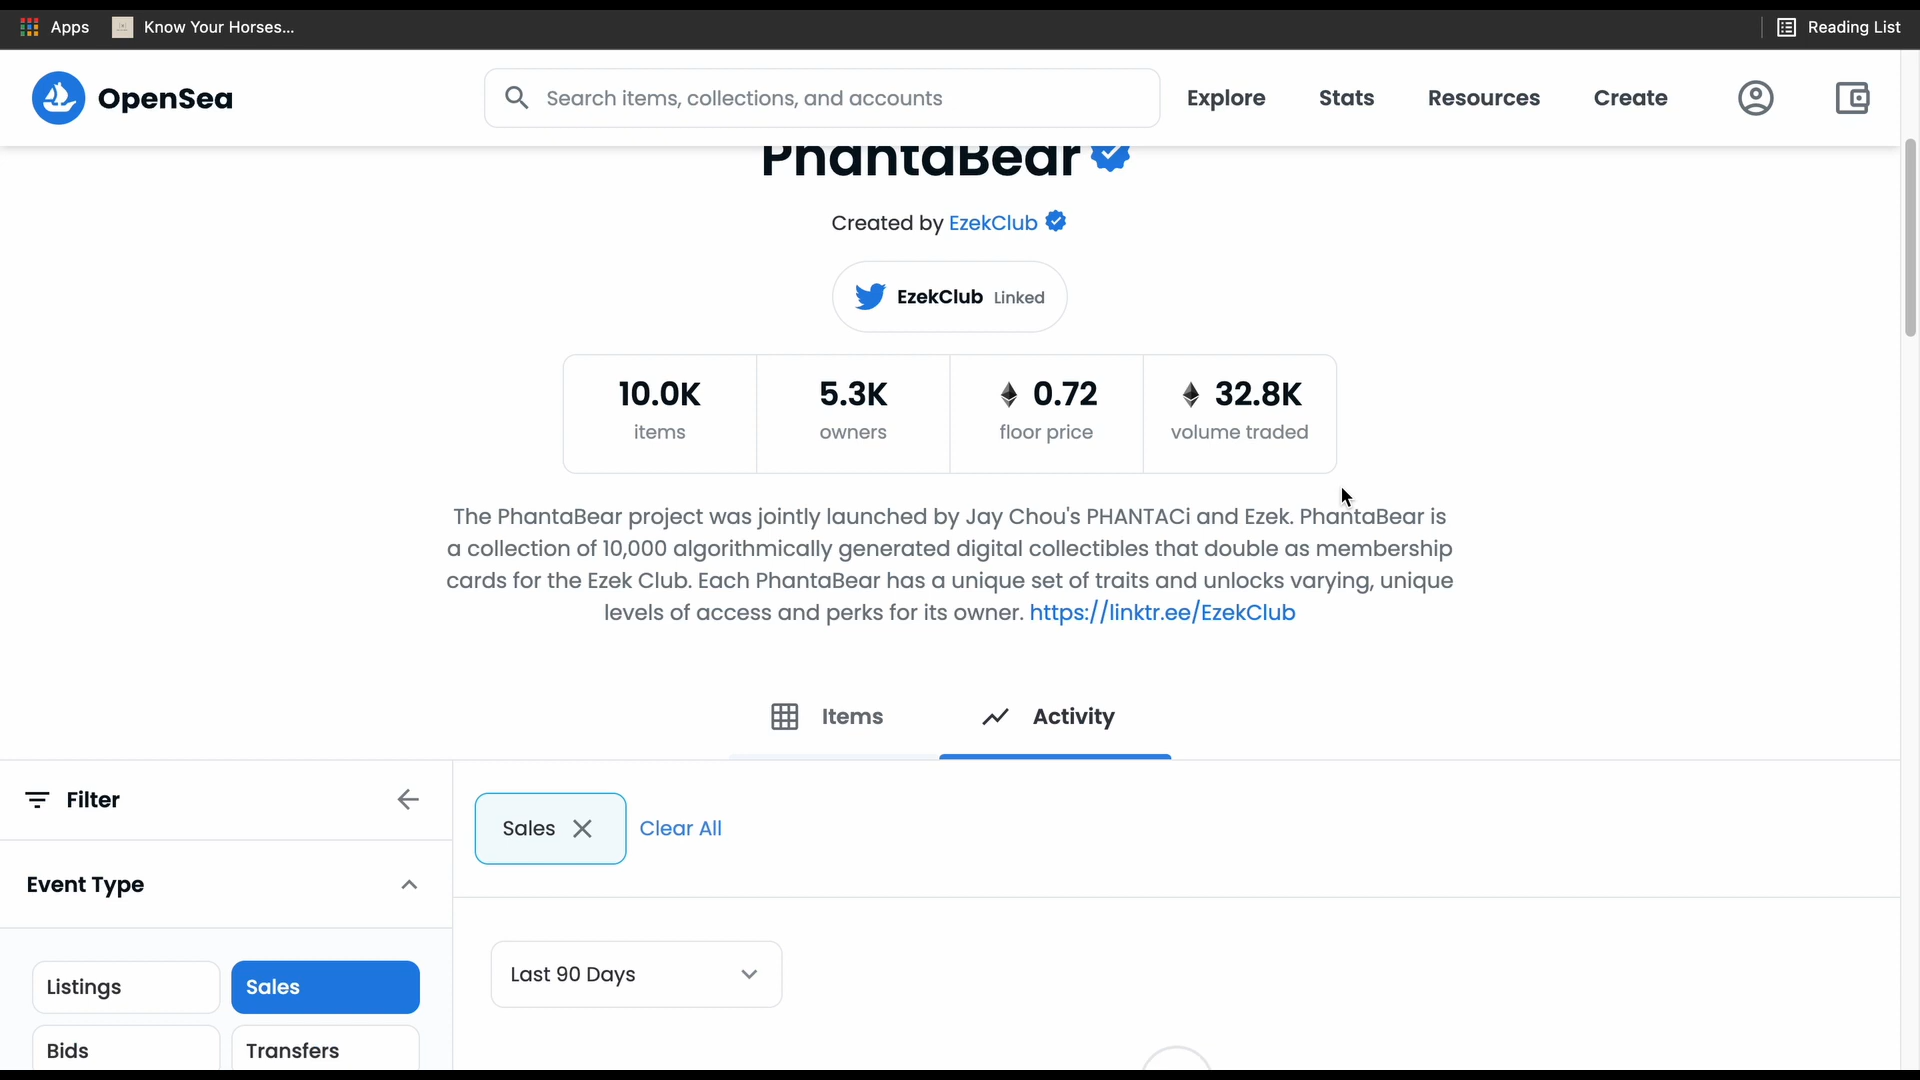 Apps
Know Your Horses...
Reading List
OpenSea
Search items, collections, and accounts
Explore
Stats
Resources
Create
PhantaBear
Created by EzekClub
EzekClub Linked
10.0K
items
5.3K
owners
0.72
floor price
32.8K
volume traded
The PhantaBear project was jointly launched by Jay Chou's PHANTACi and Ezek. PhantaBear is
a collection of 10,000 algorithmically generated digital collectibles that double as membership
cards for the Ezek Club. Each PhantaBear has a unique set of traits and unlocks varying, unique
levels of access and perks for its owner. https://linktr.ee/EzekClub
Items
Activity
Filter
Sales
Clear All
Event Type
Last 90 Days
Listings
Sales
Bids
Transfers